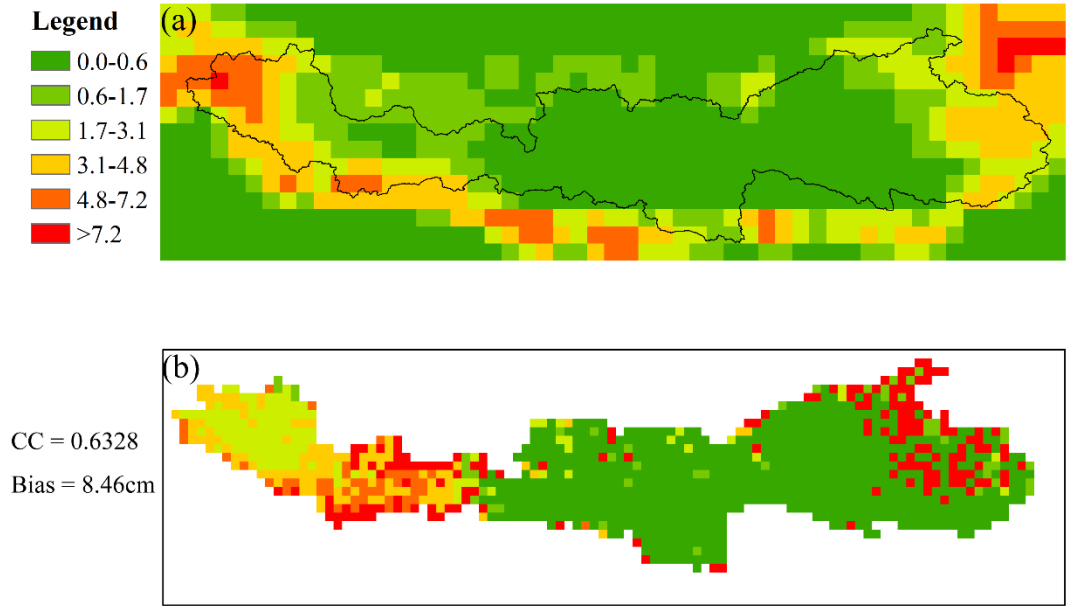 Legend
0.0-0.6
0.6-1.7
1.7-3.1
3.1-4.8
4.8-7.2
>7.2
(a)
(b)
CC = 0.6328
Bias = 8.46cm